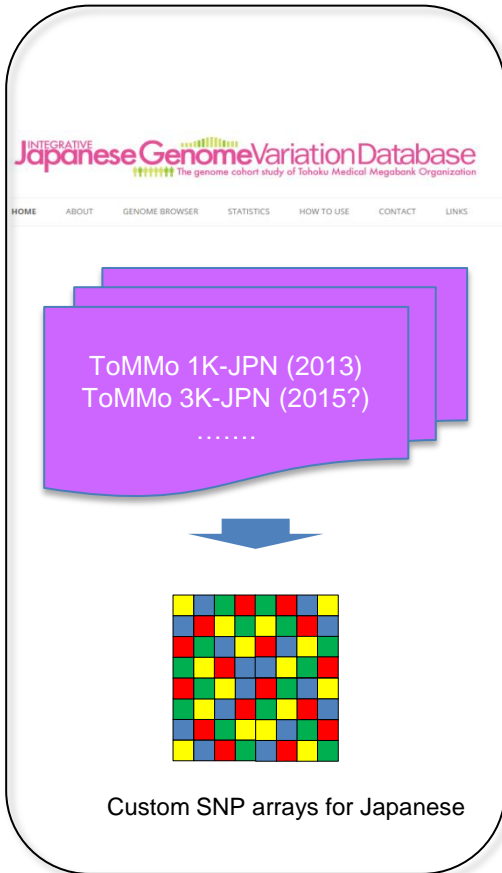 INTEGRATIVE
Japanese Genome Variation Database
The genome cohort study of Tohoku Medical Megabank Organization
HOME ABOUT GENOME BROWSER STATISTICS HOW TO USE CONTACT LINKS
ToMMo 1K-JPN (2013)
ToMMo 3K-JPN (2015?)
.......
Custom SNP arrays for Japanese